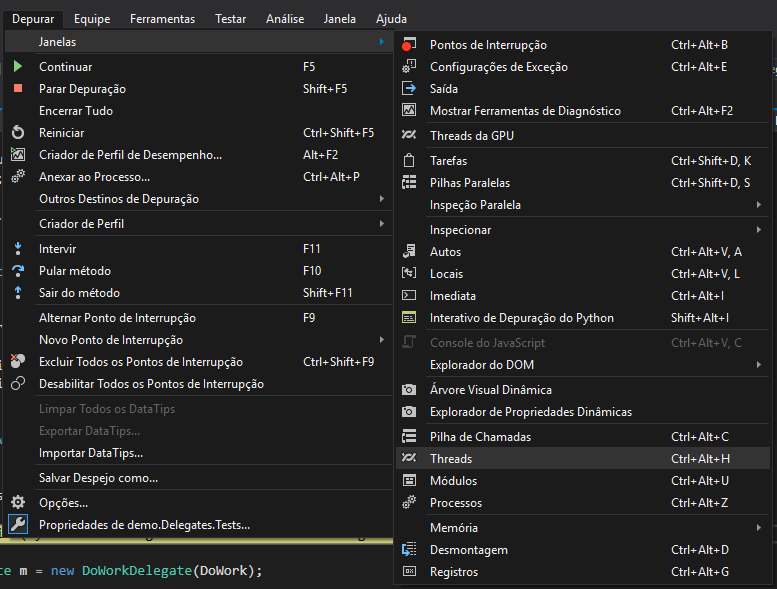 Depurar Equipe Ferramentas Testar Análise Janela Ajuda
Janelas
Continuar F5
Parar Depuração Shift+F5
Encerrar Tudo
Reiniciar Ctrl+Shift+F5
Criador de Perfil de Desempenho... Alt+F2
Anexar ao Processo... Ctrl+Alt+P
Outros Destinos de Depuração
Criador de Perfil
Intervir F11
Pular método F10
Sair do método Shift+F11
Alternar Ponto de Interrupção F9
Novo Ponto de Interrupção
Excluir Todos os Pontos de Interrupção Ctrl+Shift+F9
Desabilitar Todos os Pontos de Interrupção
Limpar Todos os DataTips
Exportar DataTips...
Importar DataTips...
Salvar Despejo como...
Opções...
Propriedades de demo.Delegates.Tests...
Pontos de Interrupção Ctrl+Alt+B
Configurações de Exceção Ctrl+Alt+E
Saída
Mostrar Ferramentas de Diagnóstico Ctrl+Alt+F2
Threads da GPU
Tarefas Ctrl+Shift+D, K
Pilhas Paralelas Ctrl+Shift+D, S
Inspeção Paralela
Inspecionar
Autos Ctrl+Alt+V, A
Locais Ctrl+Alt+V, L
Imediata Ctrl+Alt+I
Interativo de Depuração do Python Shift+Alt+I
Console do JavaScript Ctrl+Alt+V, C
Explorador do DOM
Árvore Visual Dinâmica
Explorador de Propriedades Dinâmicas
Pilha de Chamadas Ctrl+Alt+C
Threads Ctrl+Alt+H
Módulos Ctrl+Alt+U
Processos Ctrl+Alt+Z
Memória
Desmontagem Ctrl+Alt+D
Registros Ctrl+Alt+G
te m = new DoWorkDelegate(DoWork);